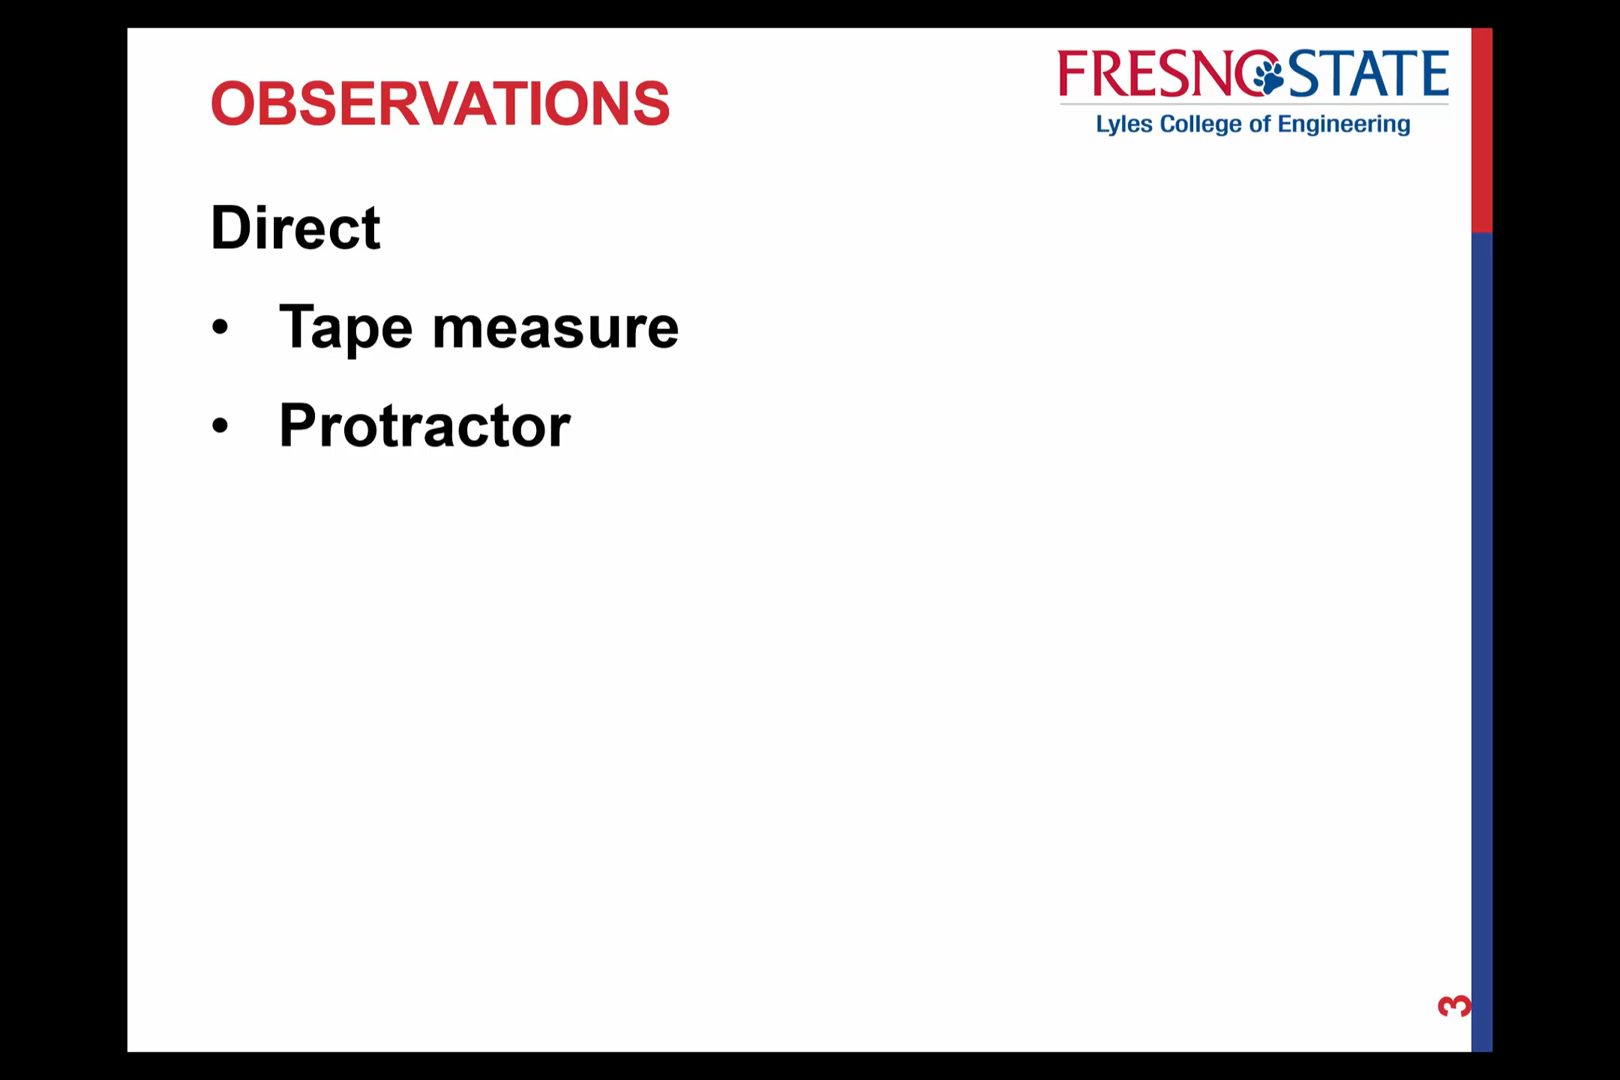 OBSERVATIONS
FRESNO STATE
Lyles College of Engineering
Direct
• Tape measure
• Protractor
3